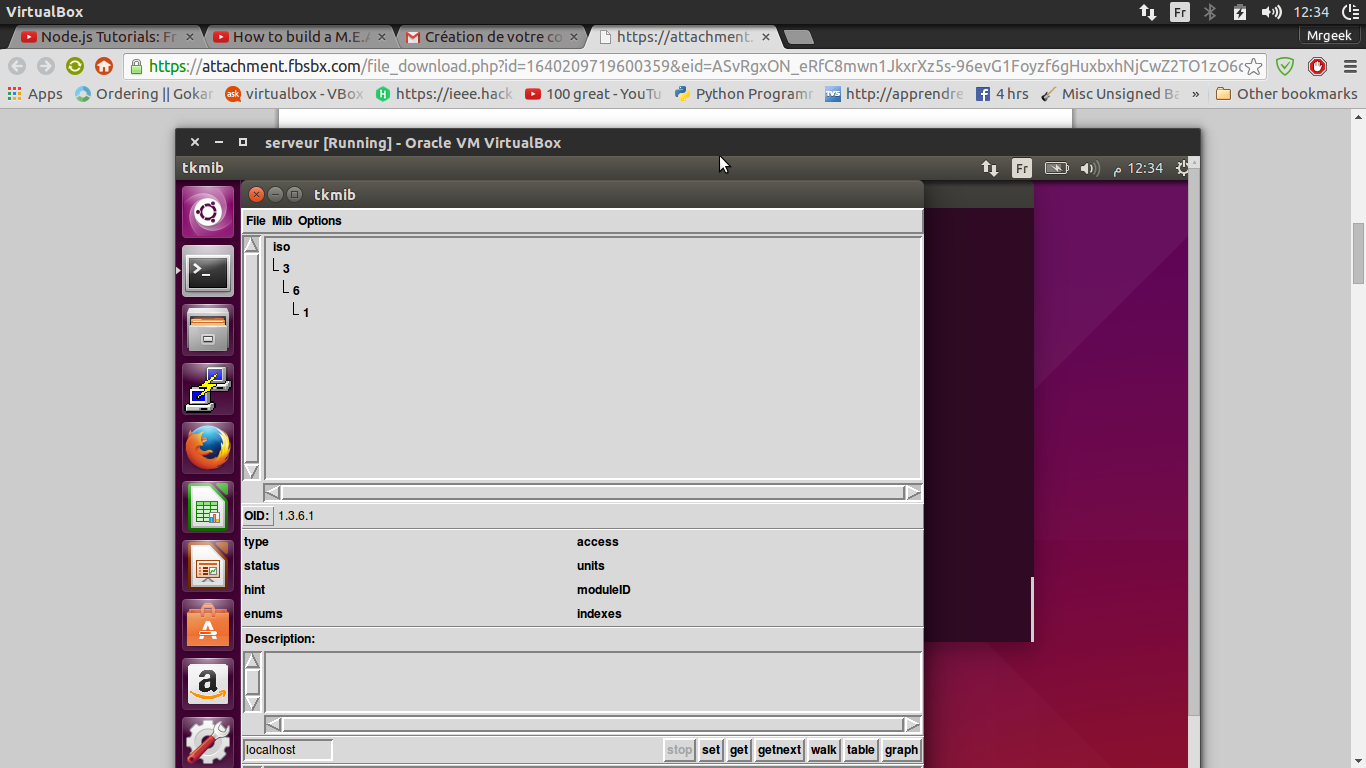 VirtualBox
Fr
12:34
Node.js Tutorials: Fr
How to build a M.E.A
Création de votre co
https://attachment.
Mrgeek
https://attachment.fbsbx.com/file_download.php?id=1640209719600359&eid=ASvRgxON_eRfC8mwn1JkxrXz5s-96evG1Foyzf6gHuxbxhNjCwZ2TO1zO6c
Apps
Ordering || Gokar
ask
virtualbox - VBox
https://ieee.hack
100 great - YouTu
Python Programm
TVS
http://apprendre
4 hrs
Misc Unsigned Ba
»
Other bookmarks
serveur [Running] - Oracle VM VirtualBox
tkmib
Fr
12:34 م
tkmib
File Mib Options
iso
3
6
1
OID: 1.3.6.1
type
access
status
units
hint
moduleID
enums
indexes
Description:
localhost
stop
set
get
getnext
walk
table
graph